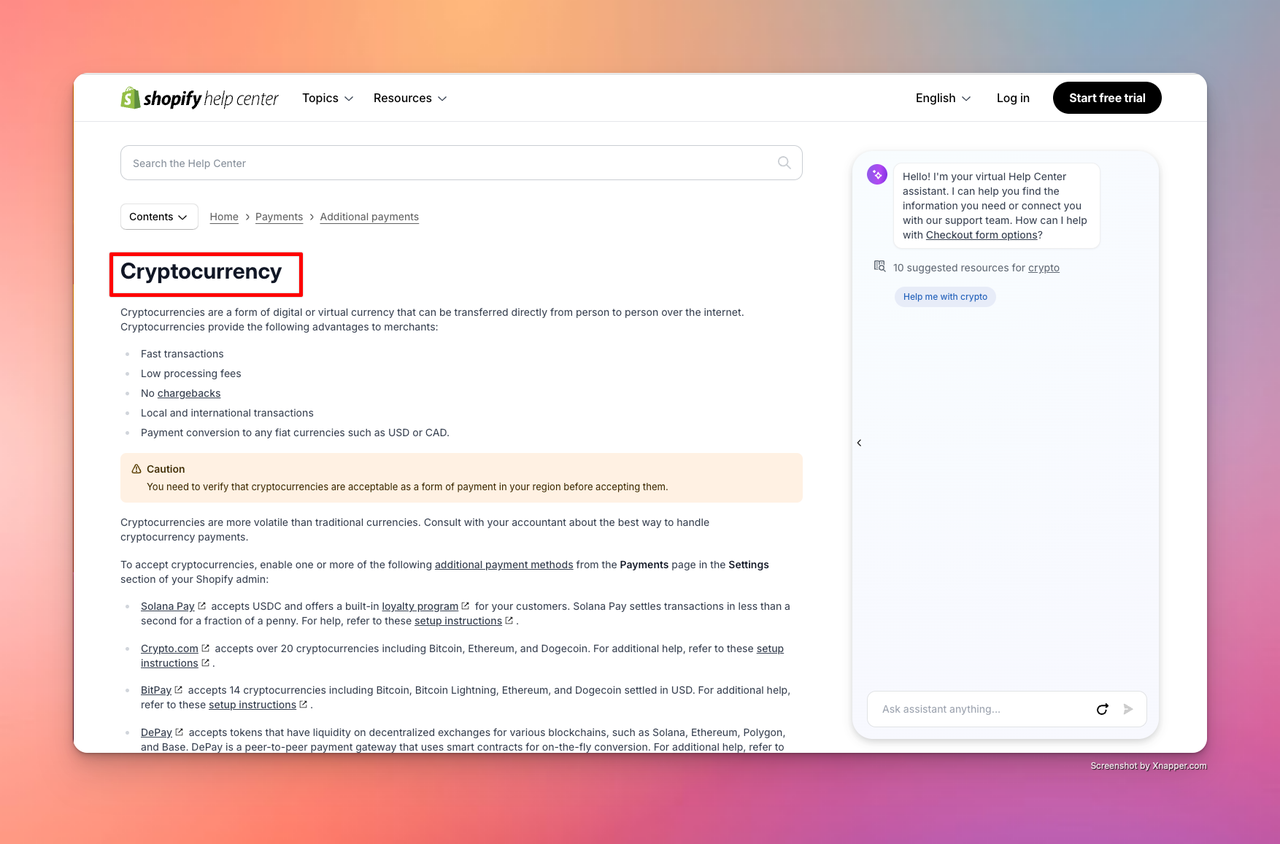 shopify help center
Topics
Resources
English
Log in
Start free trial
Search the Help Center
Contents
Home > Payments > Additional payments
Cryptocurrency
Cryptocurrencies are a form of digital or virtual currency that can be transferred directly from person to person over the internet.
Cryptocurrencies provide the following advantages to merchants:
Fast transactions
Low processing fees
No chargebacks
Local and international transactions
Payment conversion to any fiat currencies such as USD or CAD.
Caution
You need to verify that cryptocurrencies are acceptable as a form of payment in your region before accepting them.
Cryptocurrencies are more volatile than traditional currencies. Consult with your accountant about the best way to handle
cryptocurrency payments.
To accept cryptocurrencies, enable one or more of the following additional payment methods from the Payments page in the Settings
section of your Shopify admin:
Solana Pay accepts USDC and offers a built-in loyalty program for your customers. Solana Pay settles transactions in less than a
second for a fraction of a penny. For help, refer to these setup instructions .
Crypto.com accepts over 20 cryptocurrencies including Bitcoin, Ethereum, and Dogecoin. For additional help, refer to these setup
instructions .
BitPay accepts 14 cryptocurrencies including Bitcoin, Bitcoin Lightning, Ethereum, and Dogecoin settled in USD. For additional help,
refer to these setup instructions .
DePay accepts tokens that have liquidity on decentralized exchanges for various blockchains, such as Solana, Ethereum, Polygon,
and Base. DePay is a peer-to-peer payment gateway that uses smart contracts for on-the-fly conversion. For additional help, refer to
Hello! I'm your virtual Help Center
assistant. I can help you find the
information you need or connect you
with our support team. How can I help
with Checkout form options?
10 suggested resources for crypto
Help me with crypto
Ask assistant anything...
Screenshot by Xnapper.com